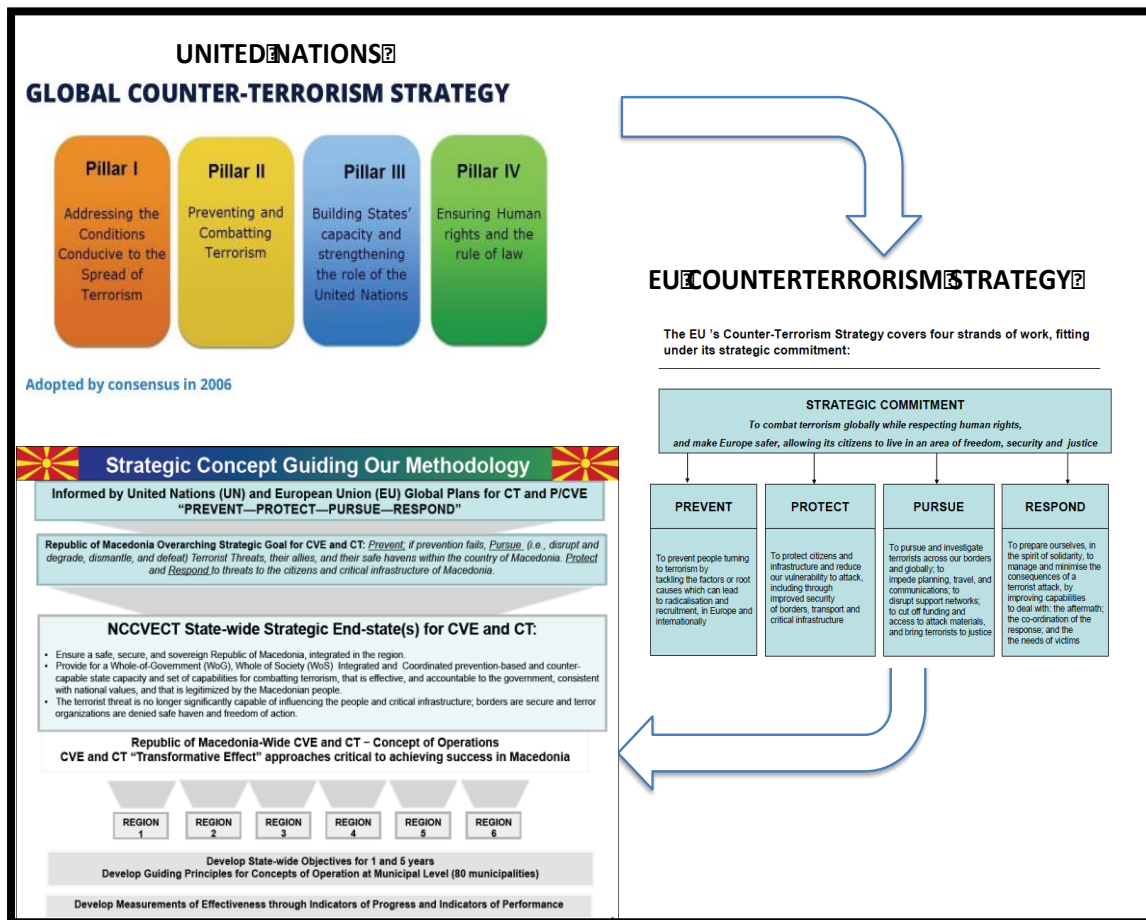 UNITED NATIONS
GLOBAL COUNTER-TERRORISM STRATEGY
Pillar I
Addressing the
Conditions
Conducive to the
Spread of
Terrorism
Pillar II
Preventing and
Combatting
Terrorism
Pillar III
Building States'
capacity and
strengthening
the role of the
United Nations
Pillar IV
Ensuring Human
rights and the
rule of law
Adopted by consensus in 2006
EU COUNTERTERRORISM STRATEGY
The EU 's Counter-Terrorism Strategy covers four strands of work, fitting
under its strategic commitment:
STRATEGIC COMMITMENT
To combat terrorism globally while respecting human rights,
and make Europe safer, allowing its citizens to live in an area of freedom, security and justice
PREVENT
To prevent people turning
to terrorism by
tackling the factors or root
causes which can lead
to radicalisation and
recruitment, in Europe and
internationally
PROTECT
To protect citizens and
infrastructure and reduce
our vulnerability to attack,
including through
improved security
of borders, transport and
critical infrastructure
PURSUE
To pursue and investigate
terrorists across our borders
and globally; to
impede planning, travel, and
communications; to
disrupt support networks;
to cut off funding and
access to attack materials,
and bring terrorists to justice
RESPOND
To prepare ourselves, in
the spirit of solidarity, to
manage and minimise the
consequences of a
terrorist attack, by
improving capabilities
to deal with: the aftermath;
the co-ordination of the
response; and the
the needs of victims
Strategic Concept Guiding Our Methodology
Informed by United Nations (UN) and European Union (EU) Global Plans for CT and P/CVE
“PREVENT—PROTECT—PURSUE—RESPOND”
Republic of Macedonia Overarching Strategic Goal for CVE and CT: Prevent; if prevention fails, Pursue (i.e., disrupt and
degrade, dismantle, and defeat) Terrorist Threats, their allies, and their safe havens within the country of Macedonia. Protect
and Respond to threats to the citizens and critical infrastructure of Macedonia.
NCCVECT State-wide Strategic End-state(s) for CVE and CT:
• Ensure a safe, secure, and sovereign Republic of Macedonia, integrated in the region.
• Provide for a Whole-of-Government (WoG), Whole of Society (WoS) Integrated and Coordinated prevention-based and counter-
capable state capacity and set of capabilities for combatting terrorism, that is effective, and accountable to the government, consistent
with national values, and that is legitimized by the Macedonian people.
• The terrorist threat is no longer significantly capable of influencing the people and critical infrastructure; borders are secure and terror
organizations are denied safe haven and freedom of action.
Republic of Macedonia-Wide CVE and CT – Concept of Operations
CVE and CT “Transformative Effect” approaches critical to achieving success in Macedonia
REGION
1
REGION
2
REGION
3
REGION
4
REGION
5
REGION
6
Develop State-wide Objectives for 1 and 5 years
Develop Guiding Principles for Concepts of Operation at Municipal Level (80 municipalities)
Develop Measurements of Effectiveness through Indicators of Progress and Indicators of Performance